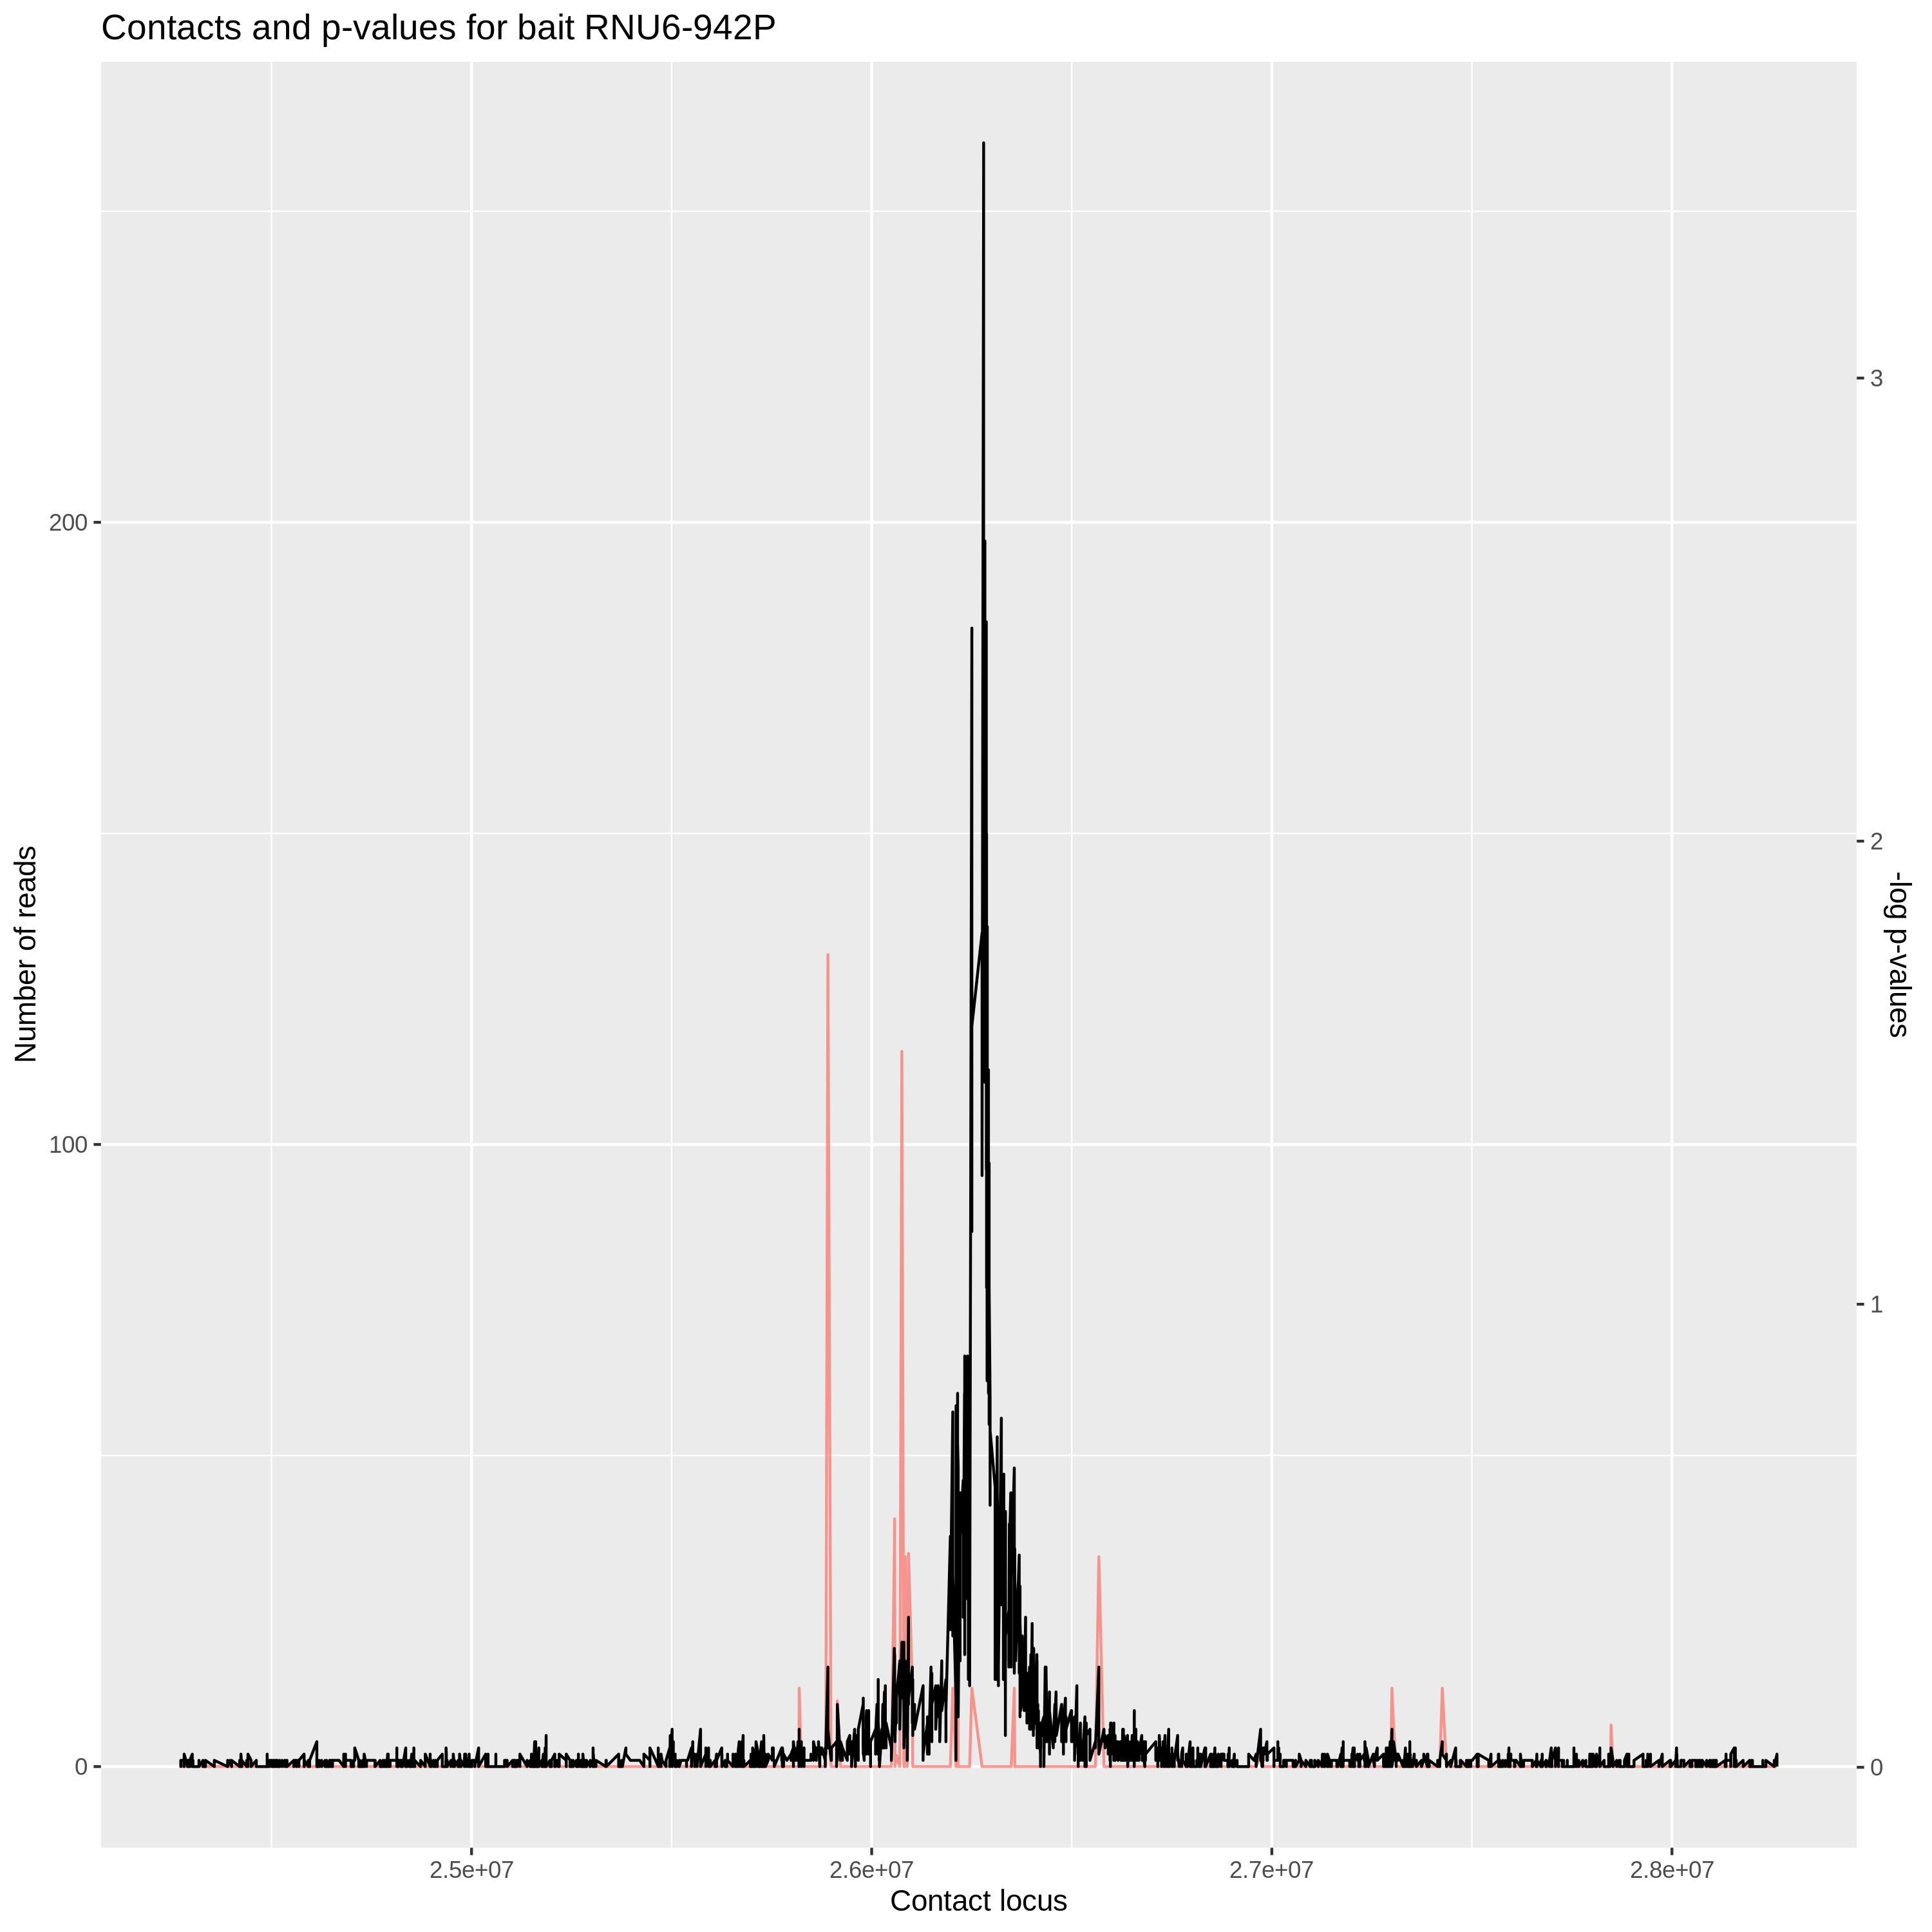 Contacts and p-values for bait RNU6-942P
Number of reads
200
100
0
3
2
1
0
-log p-values
2.5e+07 2.6e+07 2.7e+07 2.8e+07
Contact locus